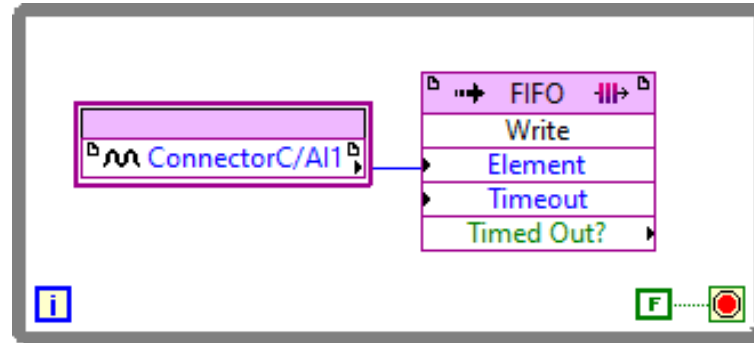 FIFO
Write
ConnectorC/AI1
Element
Timeout
Timed Out?
i
F